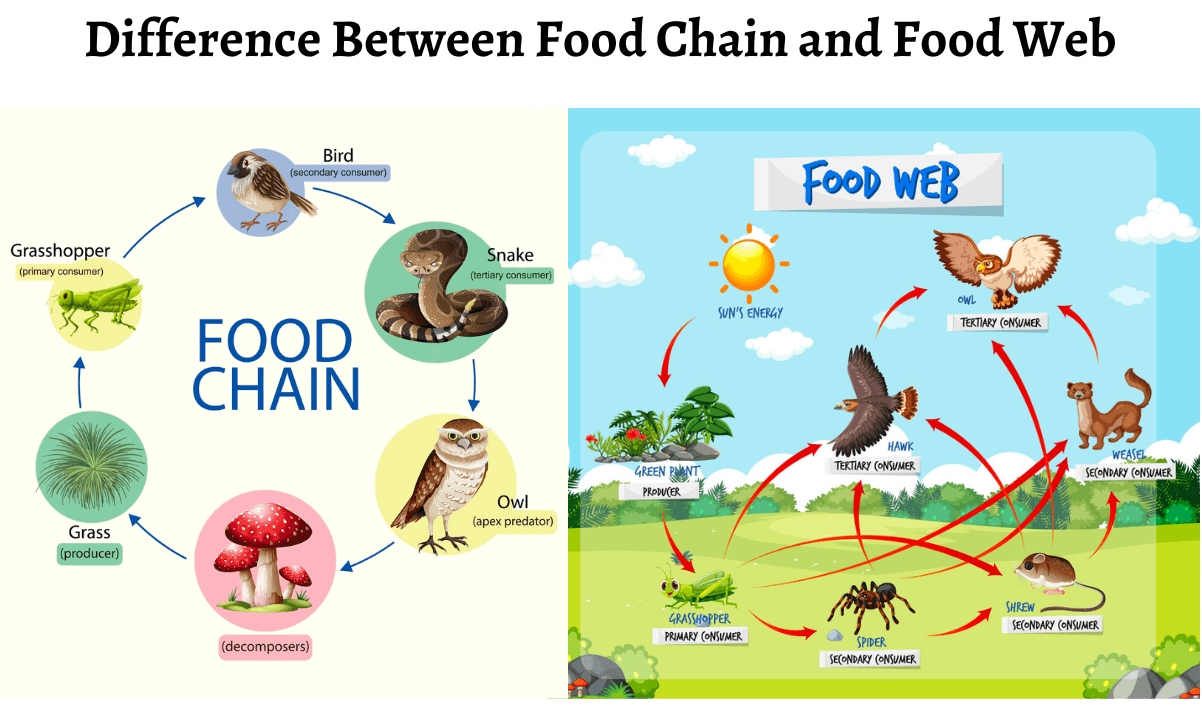 Difference Between Food Chain and Food Web
Bird
(secondary consumer)
Grasshopper
(primary consumer)
Snake
(tertiary consumer)
FOOD
CHAIN
Owl
(apex predator)
Grass
(producer)
(decomposers)
FOOD WEB
SUN'S ENERGY
OWL
TERTIARY CONSUMER
HAWK
TERTIARY CONSUMER
WEASEL
SECONDARY CONSUMER
GREEN PLANT
PRODUCER
GRASSHOPPER
PRIMARY CONSUMER
SPIDER
SECONDARY CONSUMER
SHREW
SECONDARY CONSUMER